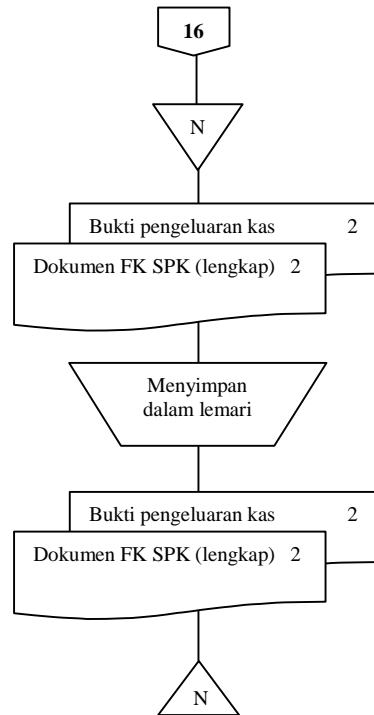 16
N
Bukti pengeluaran kas 2
Dokumen FK SPK (lengkap) 2
Menyimpan
dalam lemari
Bukti pengeluaran kas 2
Dokumen FK SPK (lengkap) 2
N